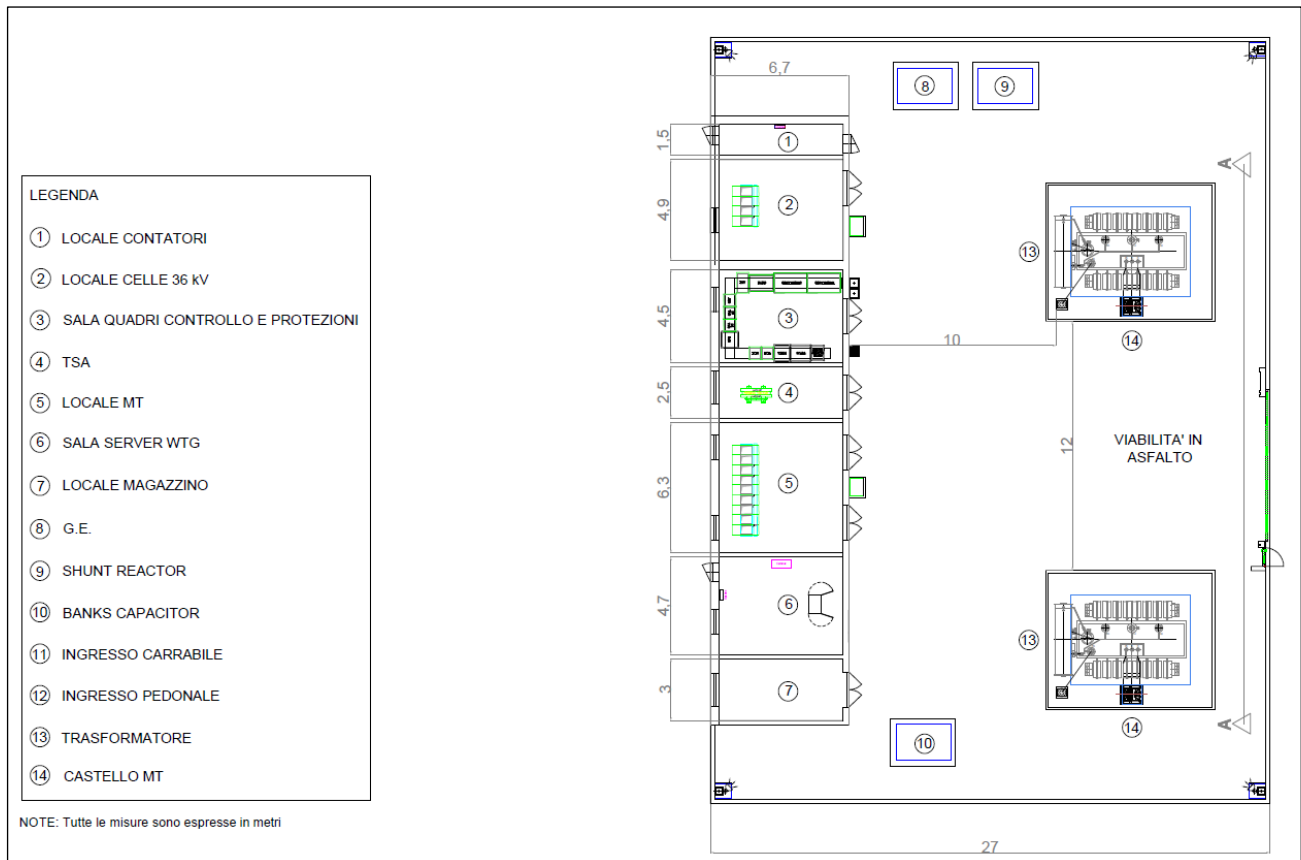 LEGENDA
1 LOCALE CONTATORI
2 LOCALE CELLE 36 kV
3 SALA QUADRI CONTROLLO E PROTEZIONI
4 TSA
5 LOCALE MT
6 SALA SERVER WTG
7 LOCALE MAGAZZINO
8 G.E.
9 SHUNT REACTOR
10 BANKS CAPACITOR
11 INGRESSO CARRABILE
12 INGRESSO PEDONALE
13 TRASFORMATORE
14 CASTELLO MT
NOTE: Tutte le misure sono espresse in metri
6,7
8
9
1,5
1
A
4,9
2
13
4,5
3
10
14
2,5
4
12
VIABILITA' IN
ASFALTO
6,3
5
4,7
6
13
3
7
10
14
A
27